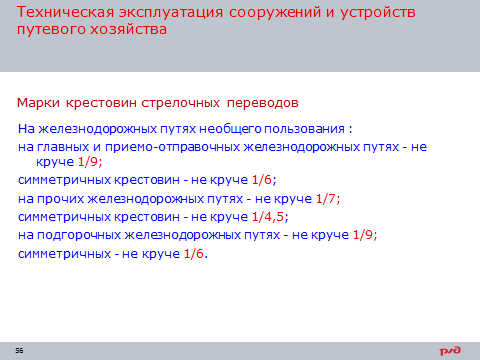 Техническая эксплуатация сооружений и устройств
путевого хозяйства
Марки крестовин стрелочных переводов
На железнодорожных путях необщего пользования :
на главных и приемо-отправочных железнодорожных путях - не
круче 1/9;
симметричных крестовин - не круче 1/6;
на прочих железнодорожных путях - не круче 1/7;
симметричных крестовин - не круче 1/4,5;
на подгорочных железнодорожных путях - не круче 1/9;
симметричных - не круче 1/6.
56
ржд